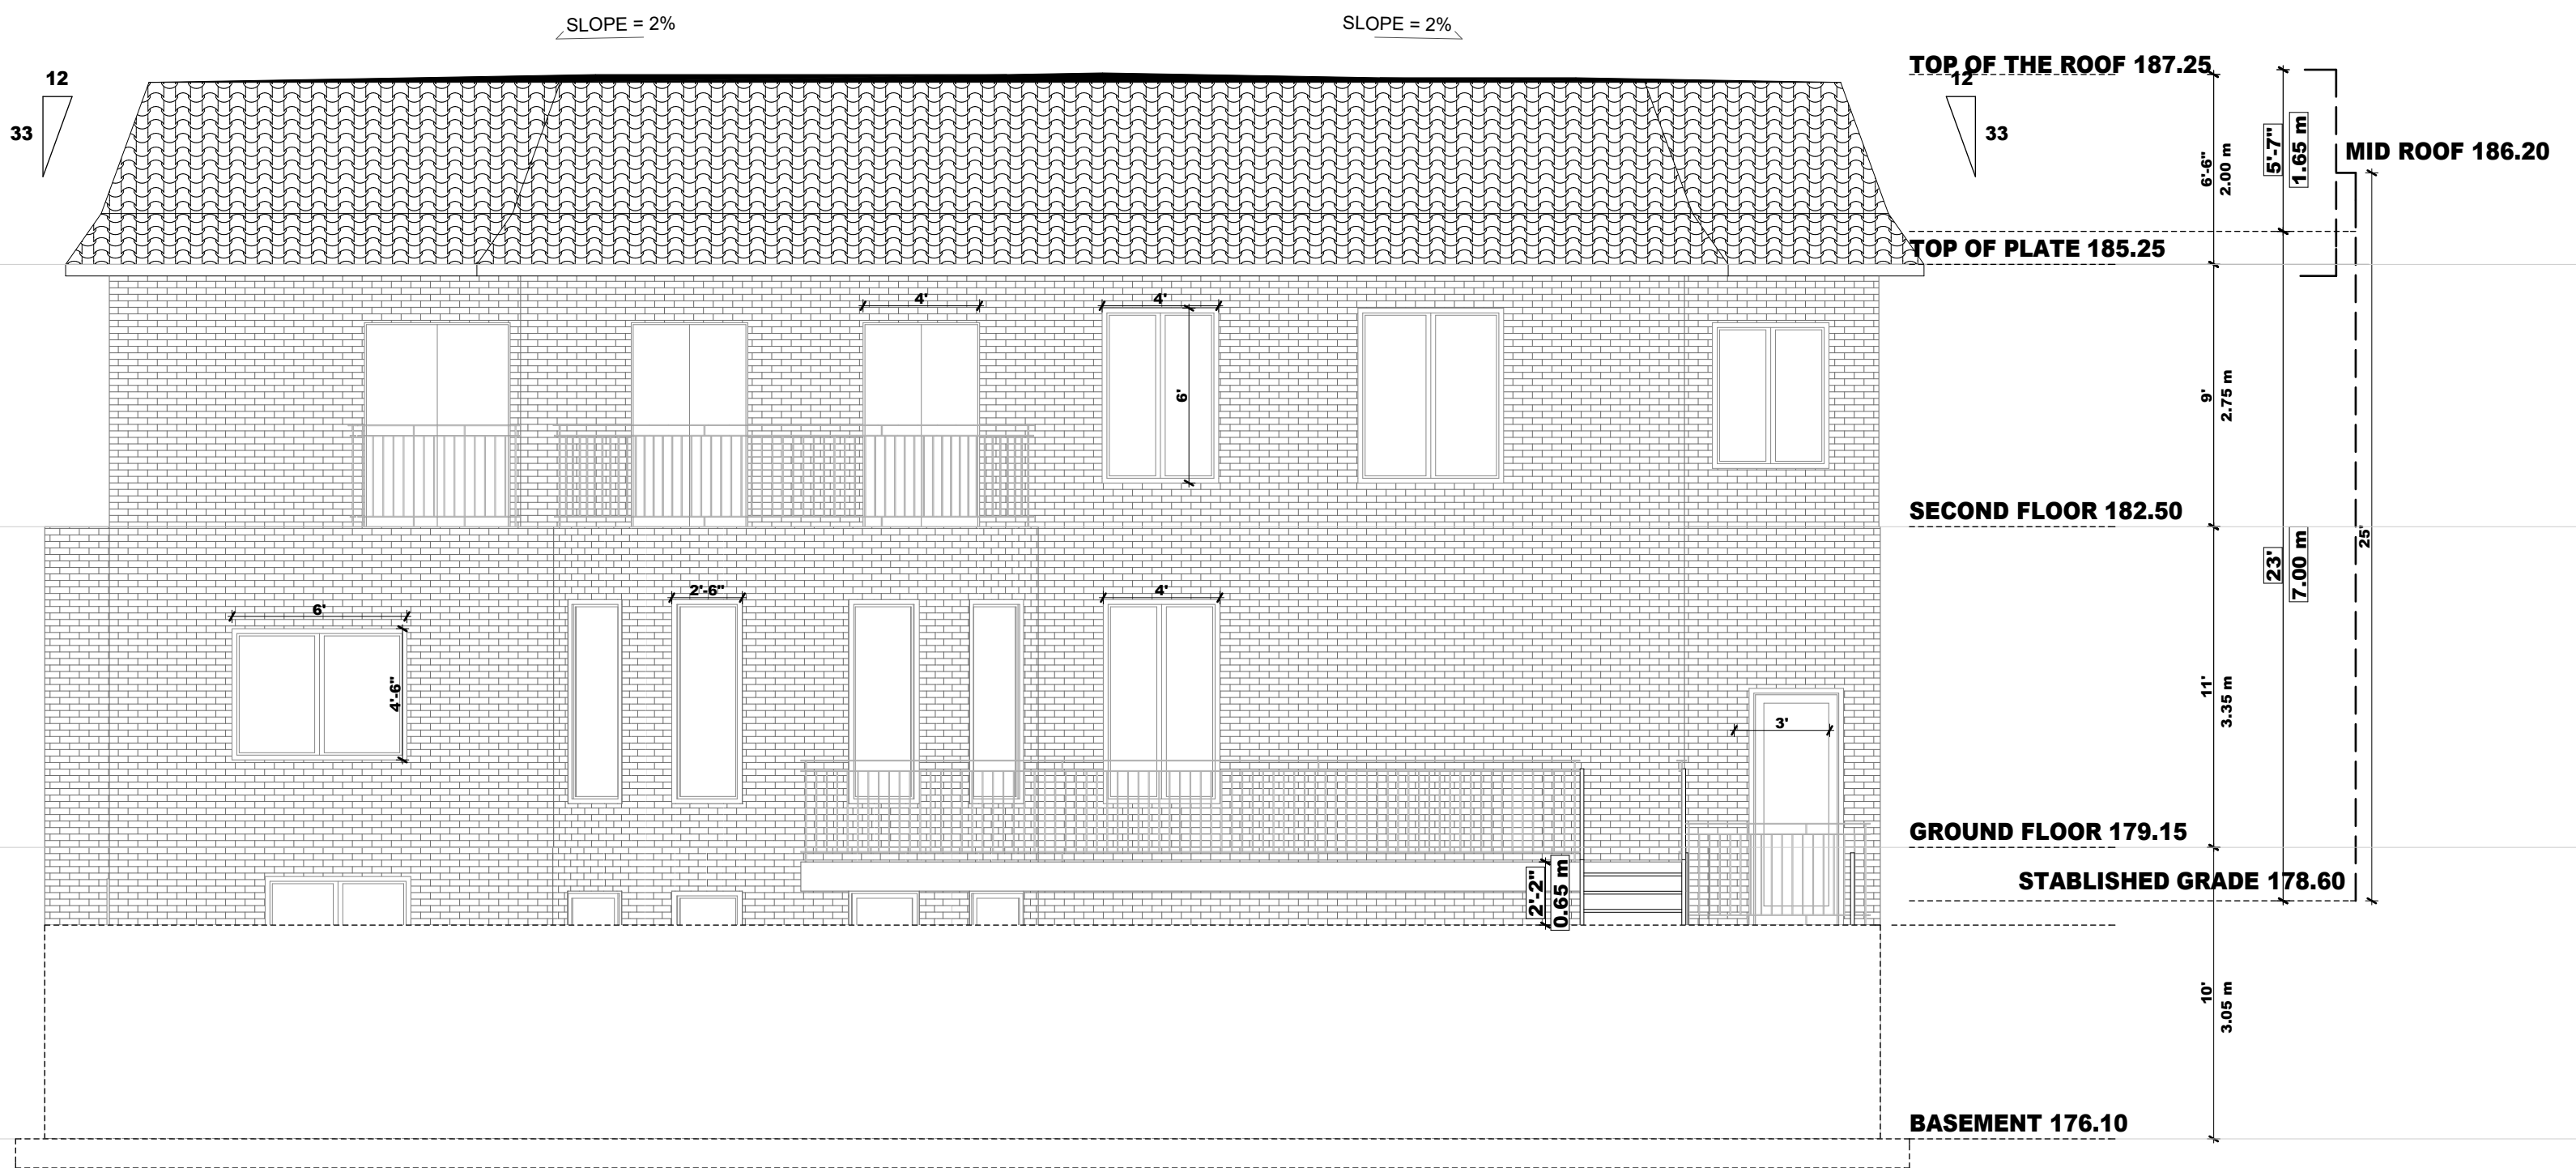 SLOPE = 2%
SLOPE = 2%
12
33
TOP OF THE ROOF 187.25
12
33
6'-6"
2.00 m
5'-7"
1.65 m
MID ROOF 186.20
TOP OF PLATE 185.25
4'
4'
6'
9'
2.75 m
SECOND FLOOR 182.50
23'
7.00 m
25'
6'
4'-6"
2'-6"
4'
3'
11'
3.35 m
GROUND FLOOR 179.15
2'-2"
0.65 m
STABLISHED GRADE 178.60
10'
3.05 m
BASEMENT 176.10